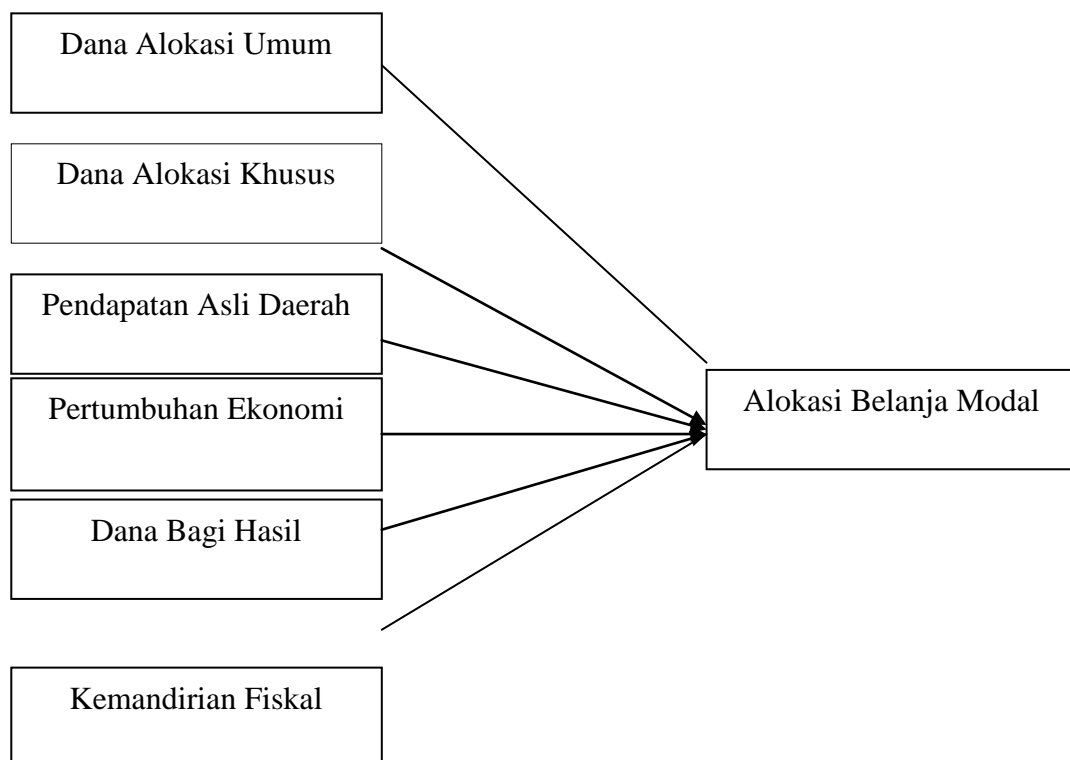 Dana Alokasi Umum
Dana Alokasi Khusus
Pendapatan Asli Daerah
Pertumbuhan Ekonomi
Alokasi Belanja Modal
Dana Bagi Hasil
Kemandirian Fiskal